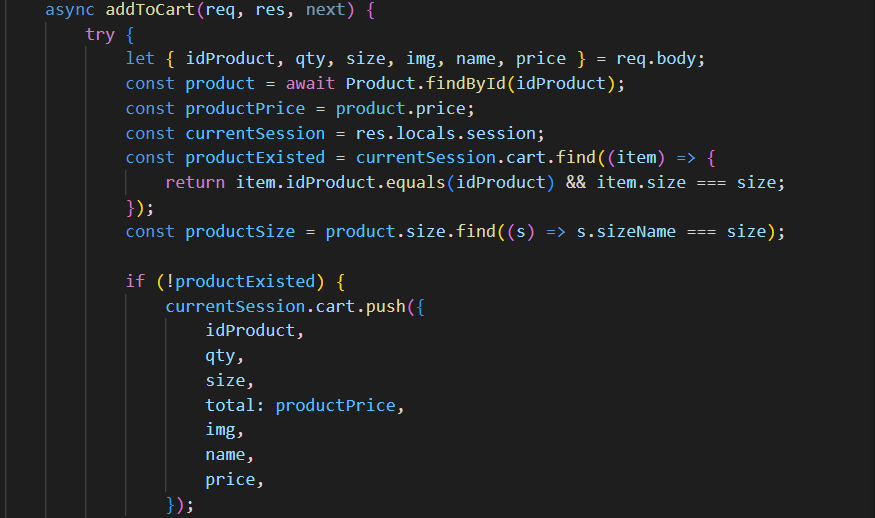 async addToCart(req, res, next) {
try {
let { idProduct, qty, size, img, name, price } = req.body;
const product = await Product.findById(idProduct);
const productPrice = product.price;
const currentSession = res.locals.session;
const productExisted = currentSession.cart.find((item) => {
return item.idProduct.equals(idProduct) && item.size === size;
});
const productSize = product.size.find((s) => s.sizeName === size);
if (!productExisted) {
currentSession.cart.push({
idProduct,
qty,
size,
total: productPrice,
img,
name,
price,
});